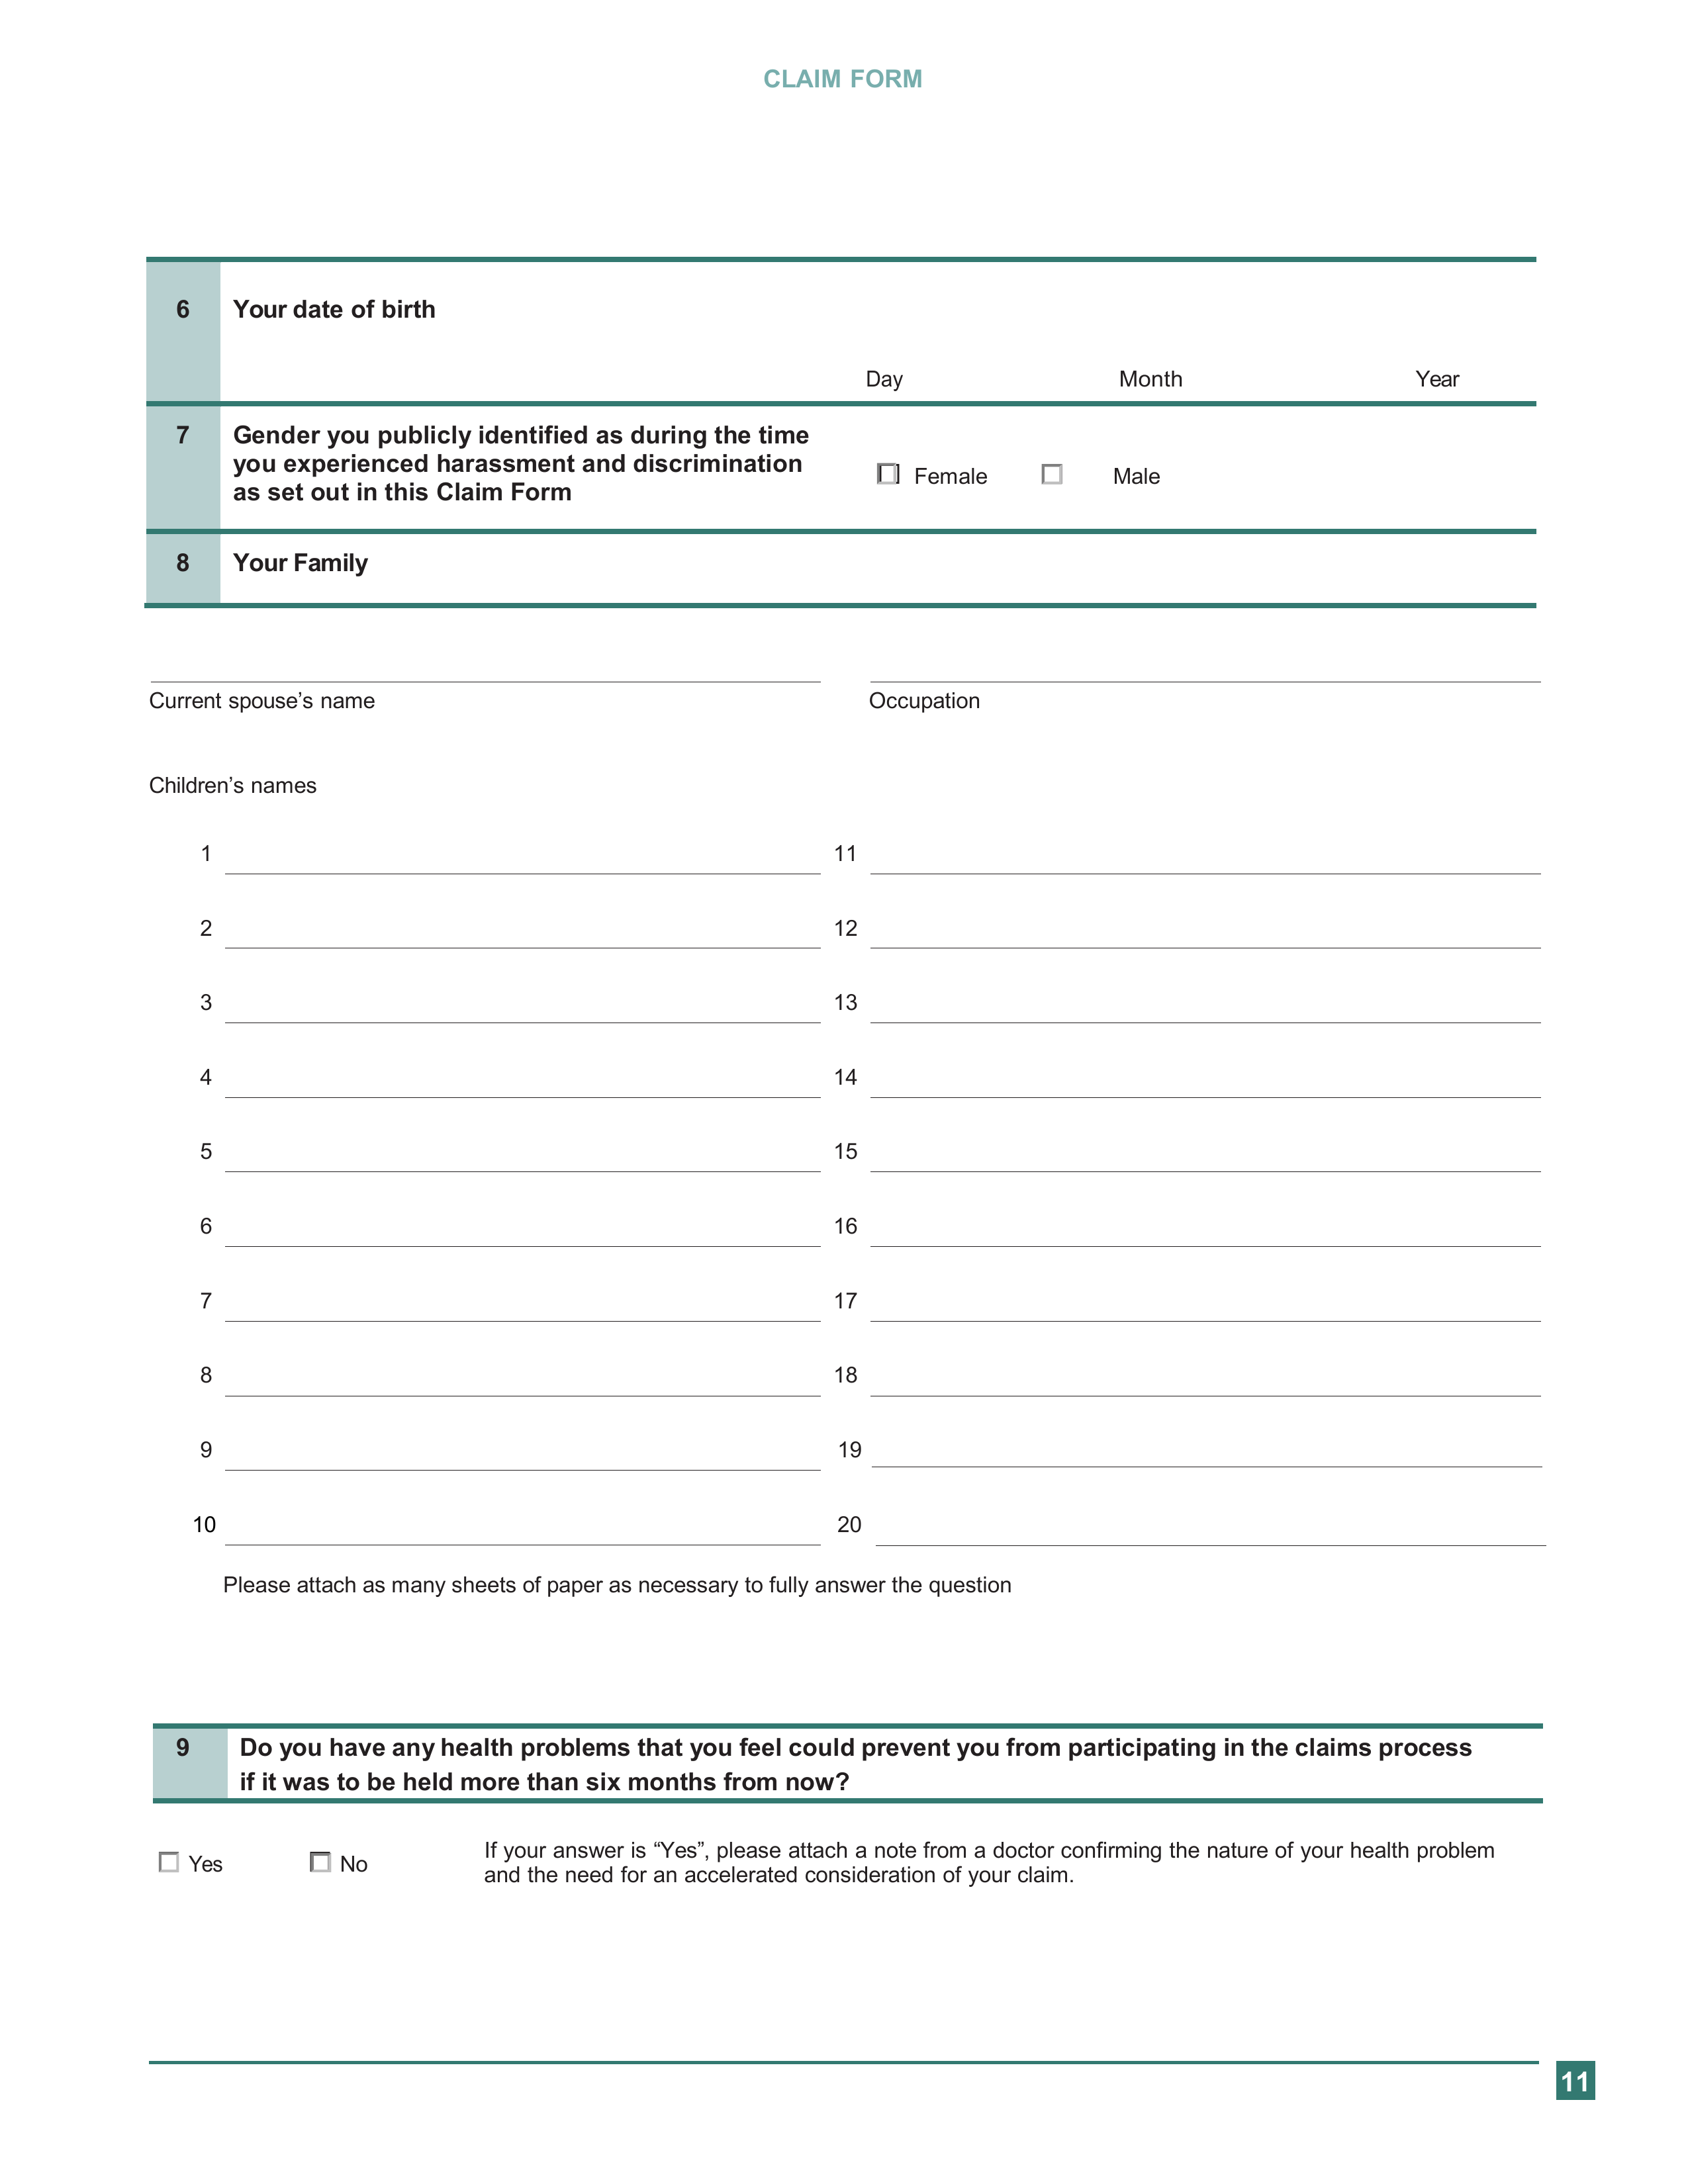 CLAIM FORM
6 Your date of birth
Day Month Year
7 Gender you publicly identified as during the time
you experienced harassment and discrimination
as set out in this Claim Form
Female Male
8 Your Family
Current spouse’s name Occupation
Children’s names
1 11
2 12
3 13
4 14
5 15
6 16
7 17
8 18
9 19
10 20
Please attach as many sheets of paper as necessary to fully answer the question
9 Do you have any health problems that you feel could prevent you from participating in the claims process
if it was to be held more than six months from now?
Yes No
If your answer is “Yes”, please attach a note from a doctor confirming the nature of your health problem
and the need for an accelerated consideration of your claim.
11